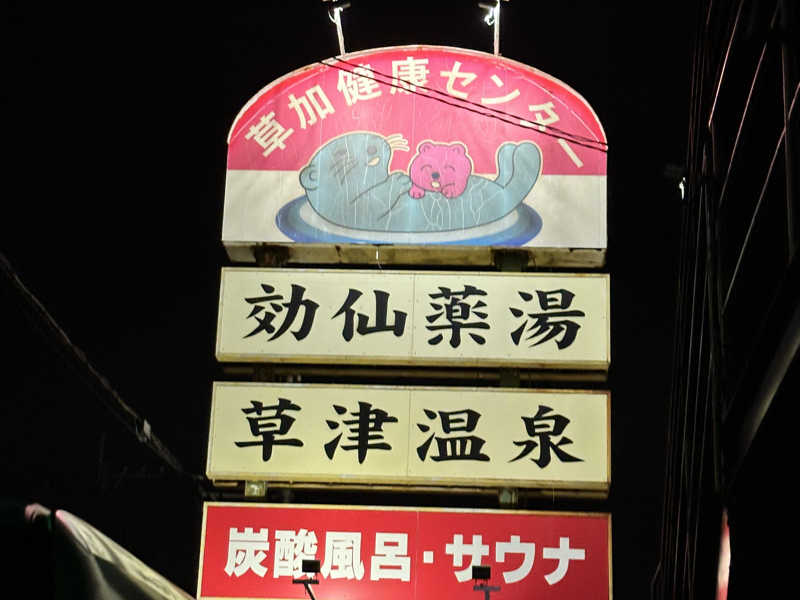 草加健康センター
効仙薬湯
草津温泉
炭酸風呂・サウナ